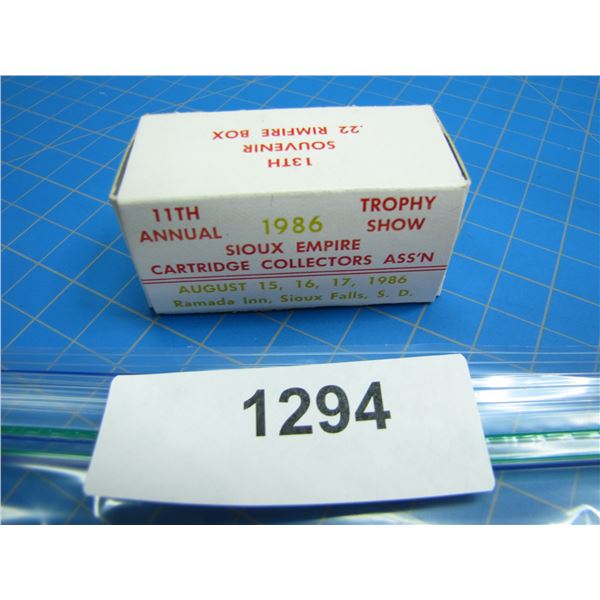 13TH
SOUVENIR
.22 RIMFIRE BOX
11TH ANNUAL 1986 TROPHY SHOW
SIOUX EMPIRE
CARTRIDGE COLLECTORS ASS'N
AUGUST 15, 16, 17, 1986
Ramada Inn, Sioux Falls, S. D.
1294